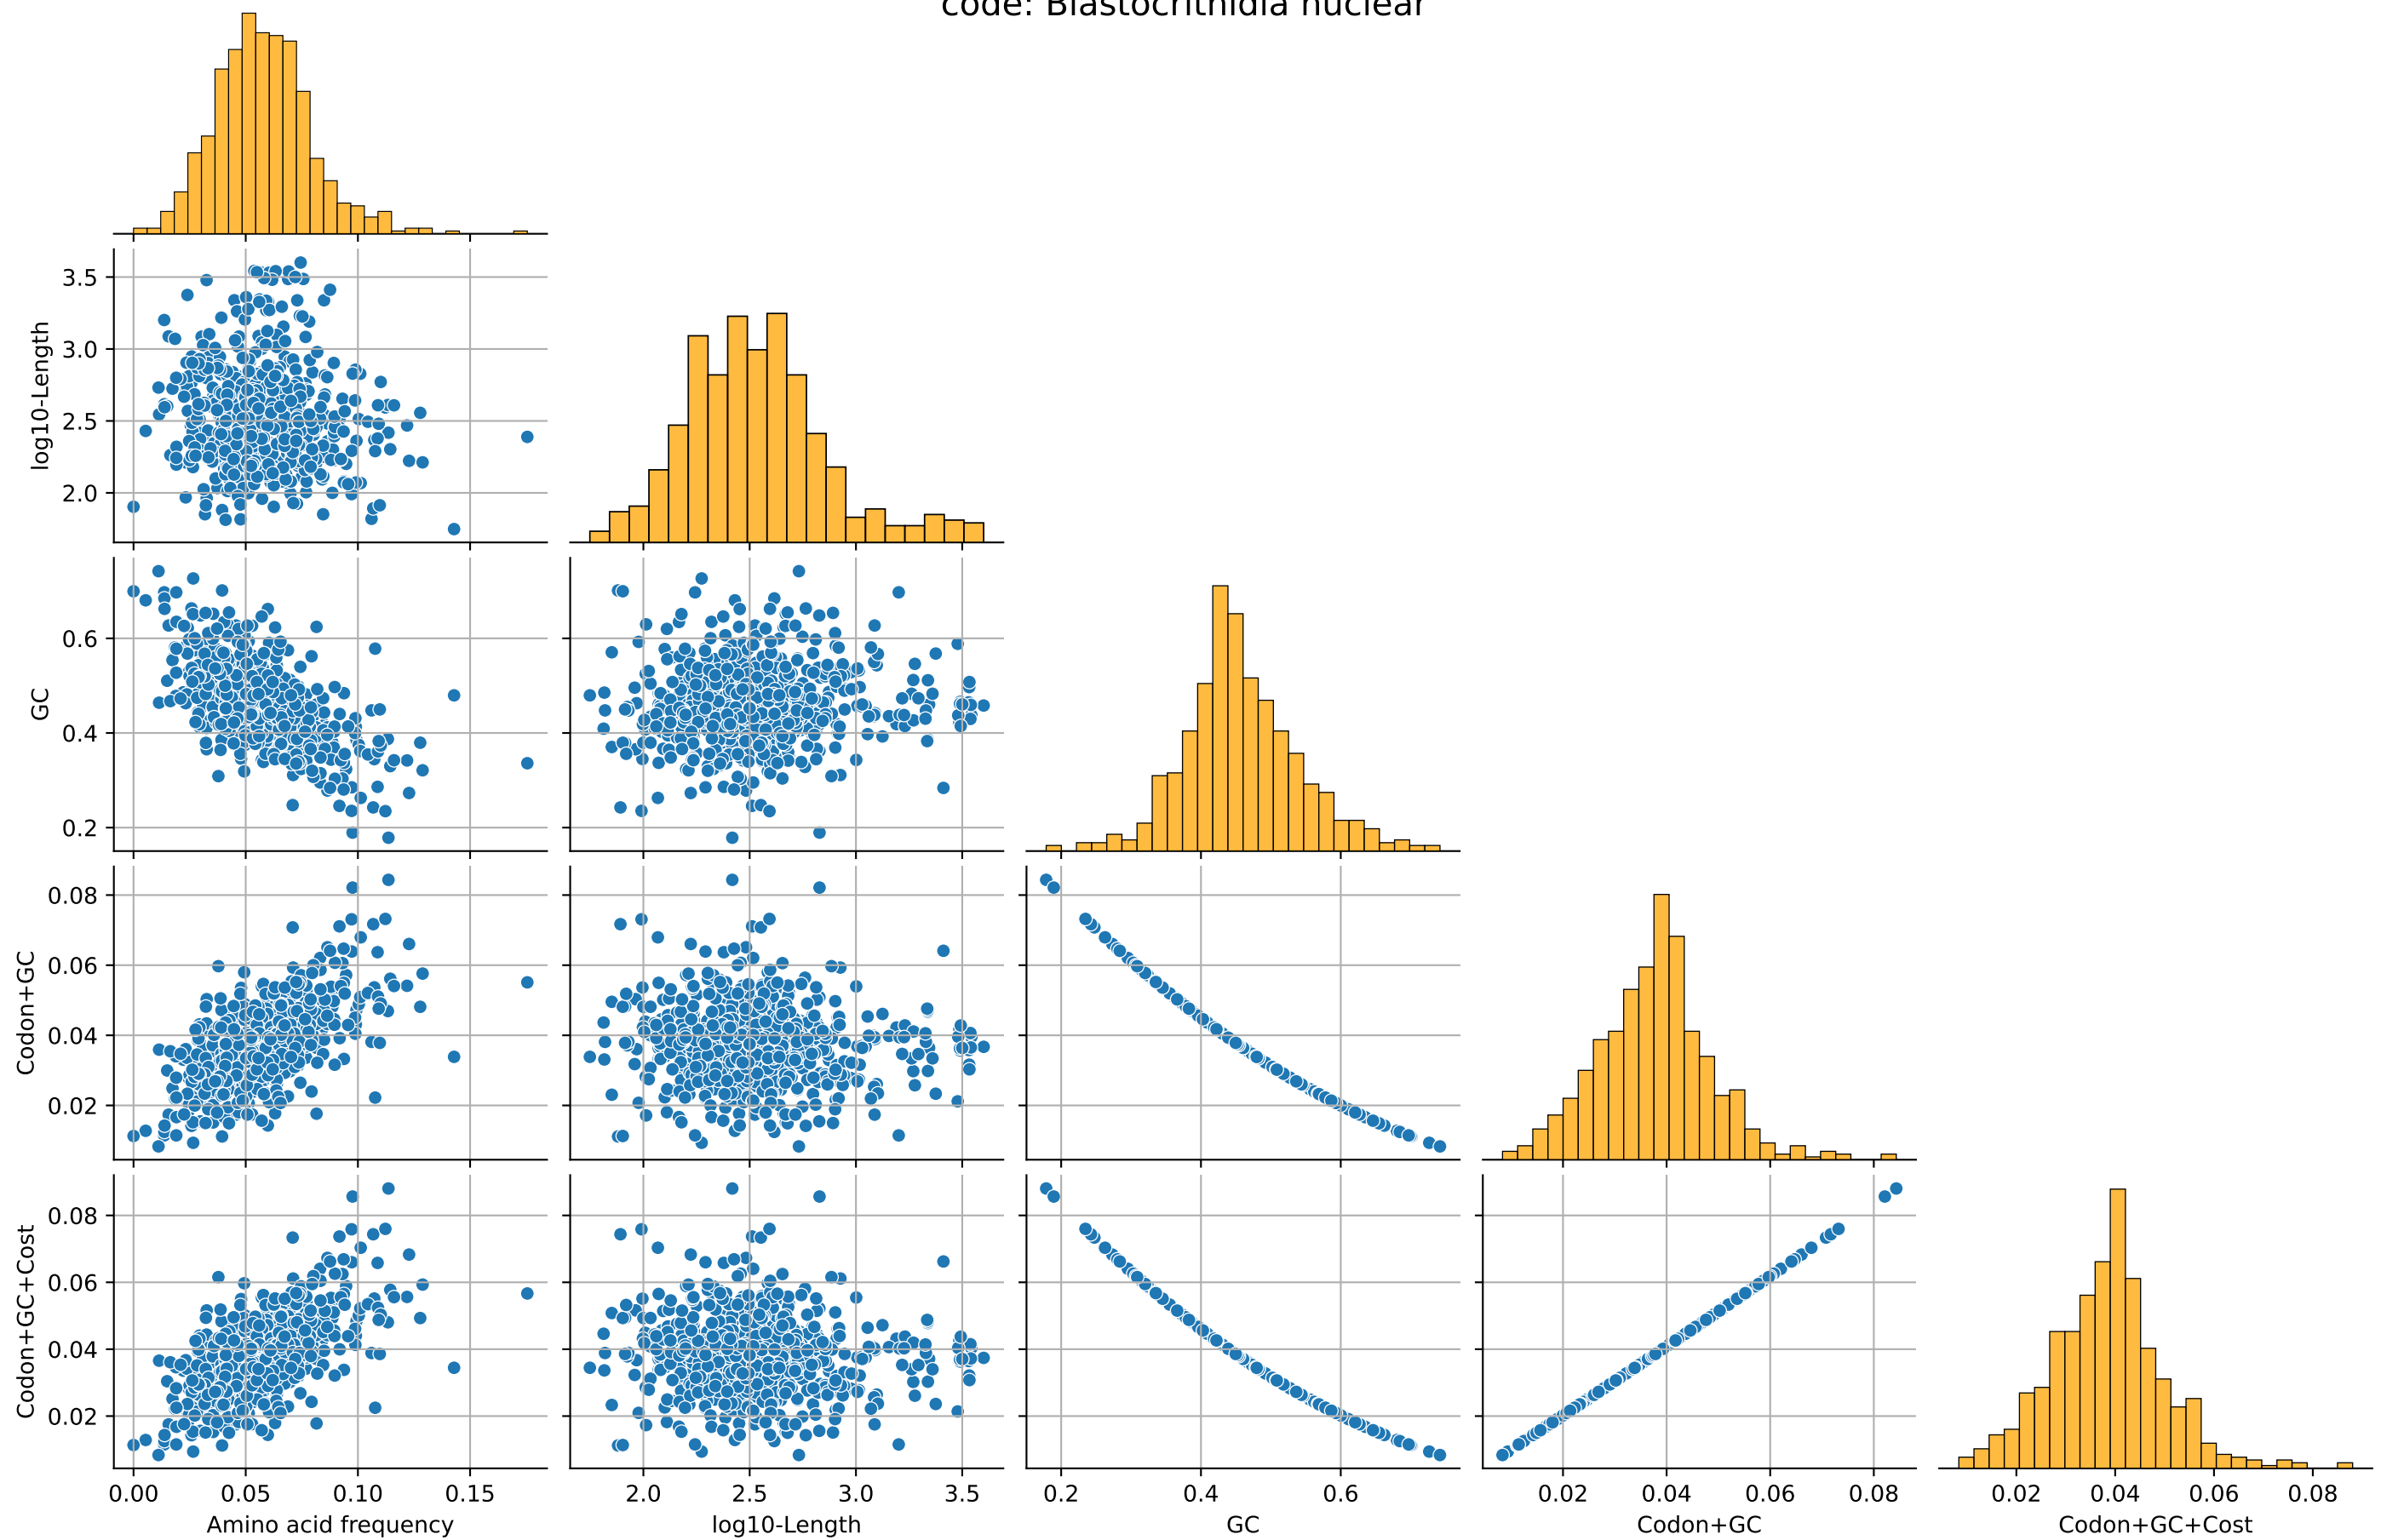 code: Blastocrithidia nuclear
3.5
3.0
2.5
2.0
log10-Length
0.6
0.4
0.2
GC
0.08
0.06
0.04
0.02
Codon+GC
0.08
0.06
0.04
0.02
Codon+GC+Cost
0.00 0.05 0.10 0.15 2.0 2.5 3.0 3.5 0.2 0.4 0.6 0.02 0.04 0.06 0.08 0.02 0.04 0.06 0.08
Amino acid frequency log10-Length GC Codon+GC Codon+GC+Cost